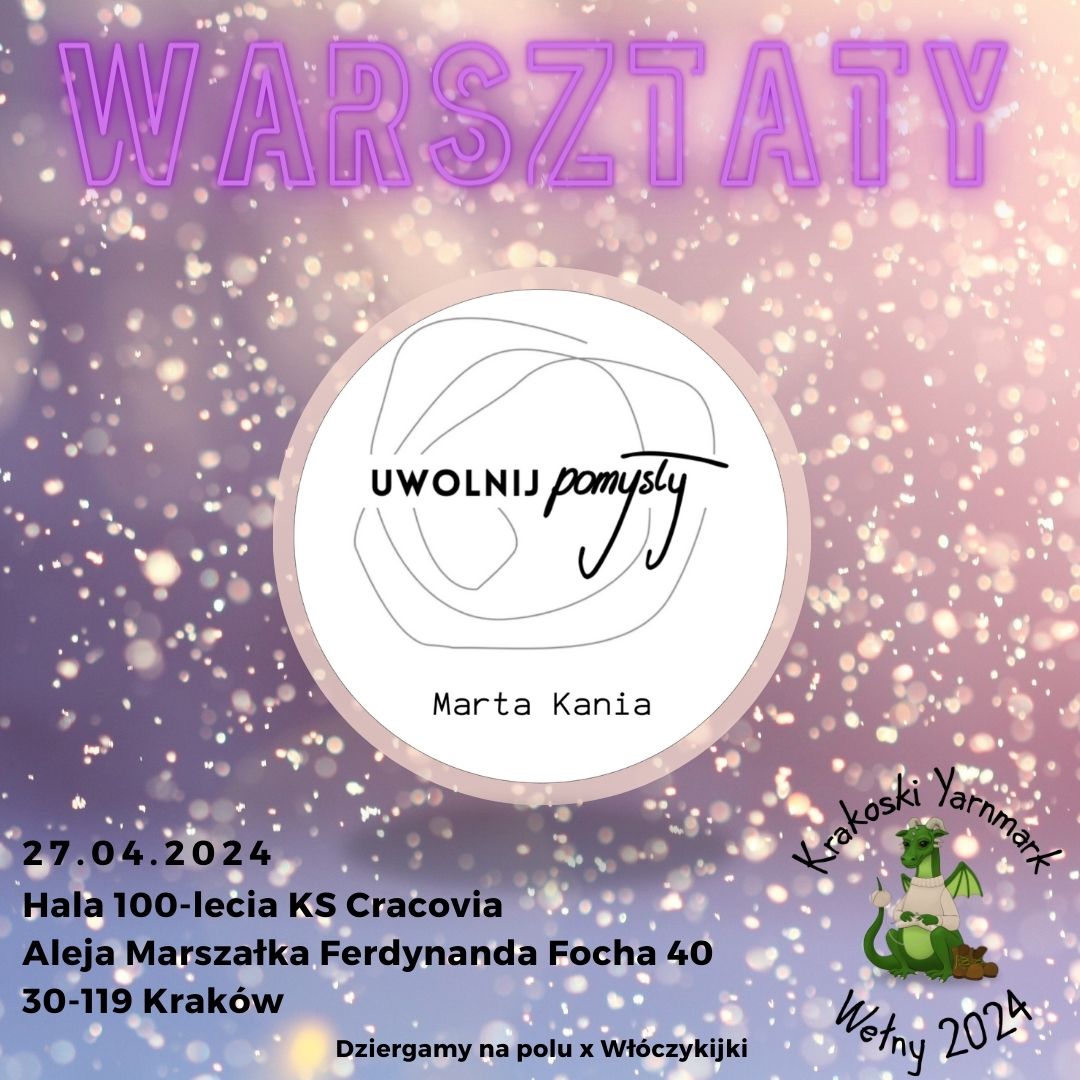 WARSZTATY
UWOLNIJ pomysły
Marta Kania
27.04.2024
Hala 100-lecia KS Cracovia
Aleja Marszałka Ferdynanda Focha 40
30-119 Kraków
Dziergamy na polu x Włóczykijki
Krakoski Yarnmark
Wełny 2024